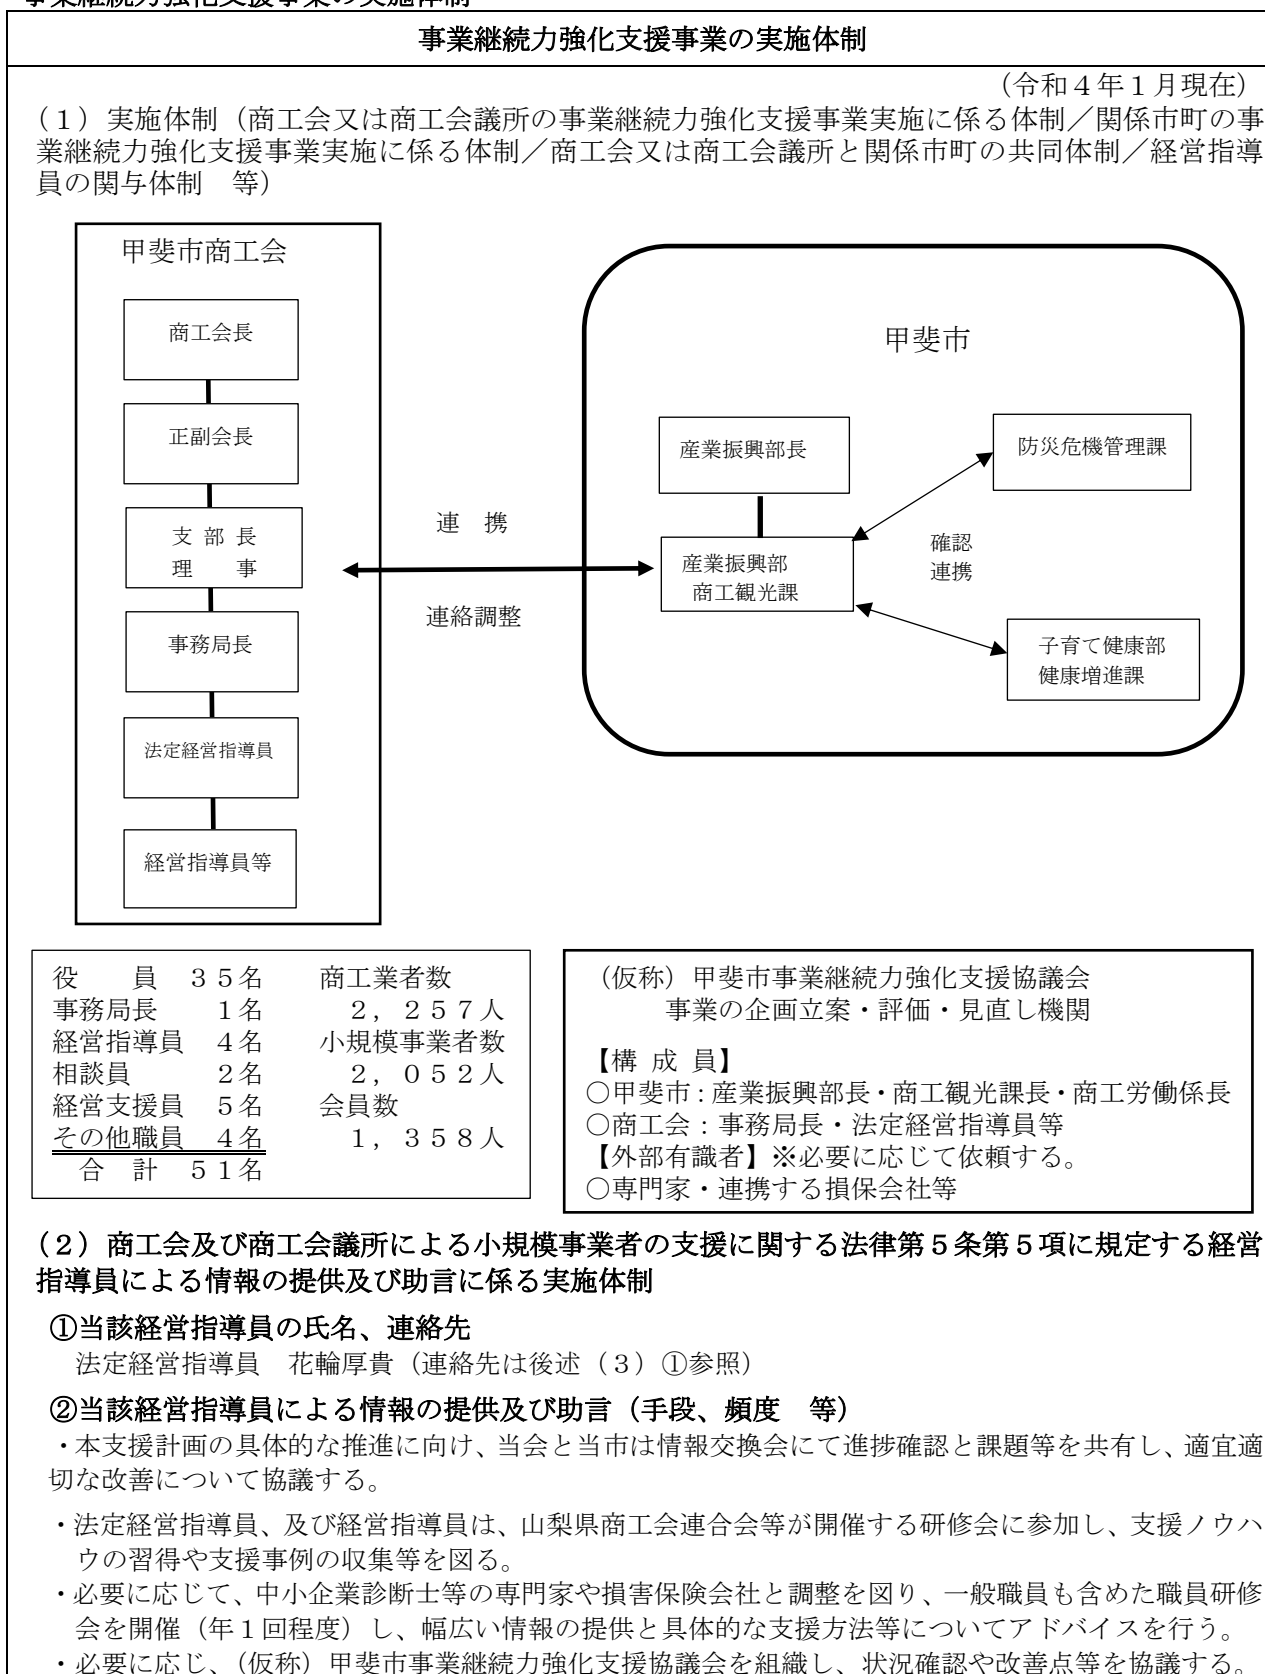 事業継続力強化支援事業の実施体制
事業継続力強化支援事業の実施体制
（令和４年１月現在）
（１）実施体制（商工会又は商工会議所の事業継続力強化支援事業実施に係る体制／関係市町の事
業継続力強化支援事業実施に係る体制／商工会又は商工会議所と関係市町の共同体制／経営指導
員の関与体制　等）
甲斐市商工会
商工会長
正副会長
支 部 長
理　　事
事務局長
法定経営指導員
経営指導員等
連　携
連絡調整
甲斐市
産業振興部長
産業振興部
商工観光課
防災危機管理課
確認
連携
子育て健康部
健康増進課
役　　員　３５名　　商工業者数
事務局長　　１名　　　２，２５７人
経営指導員　４名　　小規模事業者数
相談員　　　２名　　　２，０５２人
経営支援員　５名　　会員数
その他職員　４名　　　１，３５８人
合　計　５１名
（仮称）甲斐市事業継続力強化支援協議会
事業の企画立案・評価・見直し機関
【構 成 員】
○甲斐市：産業振興部長・商工観光課長・商工労働係長
○商工会：事務局長・法定経営指導員等
【外部有識者】※必要に応じて依頼する。
○専門家・連携する損保会社等
（２）商工会及び商工会議所による小規模事業者の支援に関する法律第５条第５項に規定する経営
指導員による情報の提供及び助言に係る実施体制
①当該経営指導員の氏名、連絡先
法定経営指導員　花輪厚貴（連絡先は後述（３）①参照）
②当該経営指導員による情報の提供及び助言（手段、頻度　等）
・本支援計画の具体的な推進に向け、当会と当市は情報交換会にて進捗確認と課題等を共有し、適宜適
切な改善について協議する。
・法定経営指導員、及び経営指導員は、山梨県商工会連合会等が開催する研修会に参加し、支援ノウハ
ウの習得や支援事例の収集等を図る。
・必要に応じて、中小企業診断士等の専門家や損害保険会社と調整を図り、一般職員も含めた職員研修
会を開催（年１回程度）し、幅広い情報の提供と具体的な支援方法等についてアドバイスを行う。
・必要に応じ、（仮称）甲斐市事業継続力強化支援協議会を組織し、状況確認や改善点等を協議する。